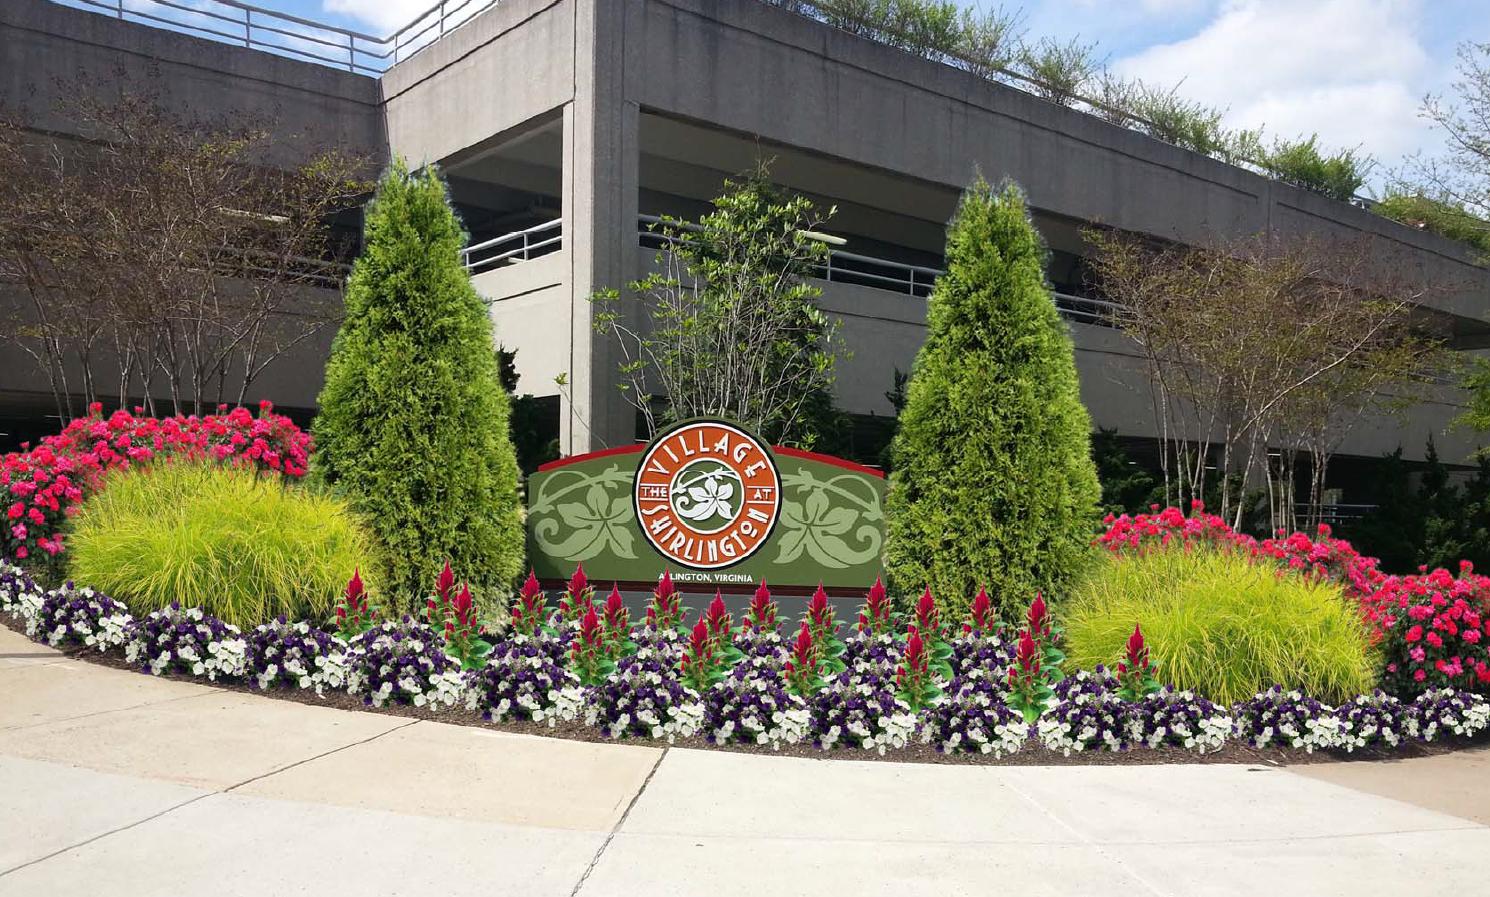 VILLAGE
THE AT
SHIRLINGTON
ARLINGTON, VIRGINIA